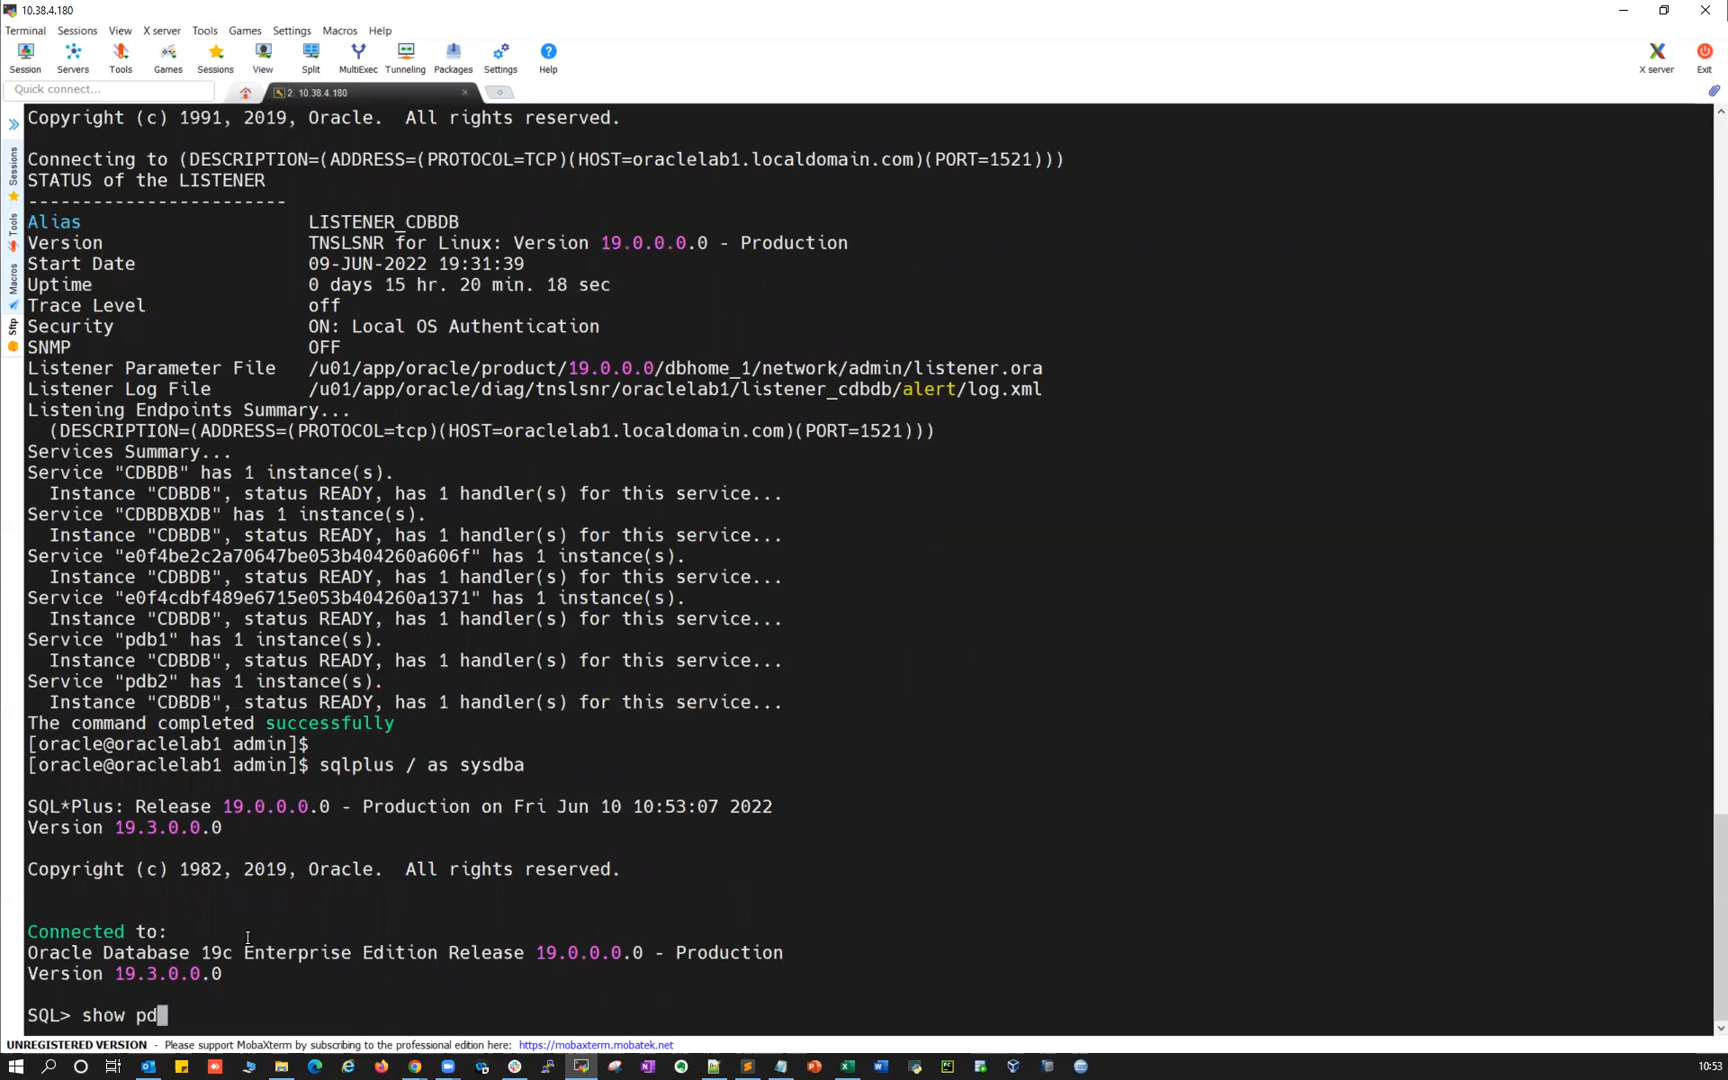 10.38.4.180
Terminal Sessions View X server Tools Games Settings Macros Help
Session Servers Tools Games Sessions View Split MultiExec Tunneling Packages Settings Help X server Exit
Quick connect...
2. 10.38.4.180
Sessions
Tools
Macros
Sftp
Copyright (c) 1991, 2019, Oracle.  All rights reserved.
Connecting to (DESCRIPTION=(ADDRESS=(PROTOCOL=TCP)(HOST=oraclelab1.localdomain.com)(PORT=1521)))
STATUS of the LISTENER
------------------------
Alias                     LISTENER_CDBDB
Version                   TNSLSNR for Linux: Version 19.0.0.0.0 - Production
Start Date                09-JUN-2022 19:31:39
Uptime                    0 days 15 hr. 20 min. 18 sec
Trace Level               off
Security                  ON: Local OS Authentication
SNMP                      OFF
Listener Parameter File   /u01/app/oracle/product/19.0.0.0/dbhome_1/network/admin/listener.ora
Listener Log File         /u01/app/oracle/diag/tnslsnr/oraclelab1/listener_cdbdb/alert/log.xml
Listening Endpoints Summary...
  (DESCRIPTION=(ADDRESS=(PROTOCOL=tcp)(HOST=oraclelab1.localdomain.com)(PORT=1521)))
Services Summary...
Service "CDBDB" has 1 instance(s).
  Instance "CDBDB", status READY, has 1 handler(s) for this service...
Service "CDBDBXDB" has 1 instance(s).
  Instance "CDBDB", status READY, has 1 handler(s) for this service...
Service "e0f4be2c2a70647be053b404260a606f" has 1 instance(s).
  Instance "CDBDB", status READY, has 1 handler(s) for this service...
Service "e0f4cdbf489e6715e053b404260a1371" has 1 instance(s).
  Instance "CDBDB", status READY, has 1 handler(s) for this service...
Service "pdb1" has 1 instance(s).
  Instance "CDBDB", status READY, has 1 handler(s) for this service...
Service "pdb2" has 1 instance(s).
  Instance "CDBDB", status READY, has 1 handler(s) for this service...
The command completed successfully
[oracle@oraclelab1 admin]$
[oracle@oraclelab1 admin]$ sqlplus / as sysdba
SQL*Plus: Release 19.0.0.0.0 - Production on Fri Jun 10 10:53:07 2022
Version 19.3.0.0.0
Copyright (c) 1982, 2019, Oracle.  All rights reserved.
Connected to:
Oracle Database 19c Enterprise Edition Release 19.0.0.0.0 - Production
Version 19.3.0.0.0
SQL> show pd
UNREGISTERED VERSION - Please support MobaXterm by subscribing to the professional edition here: https://mobaxterm.mobatek.net
10:53